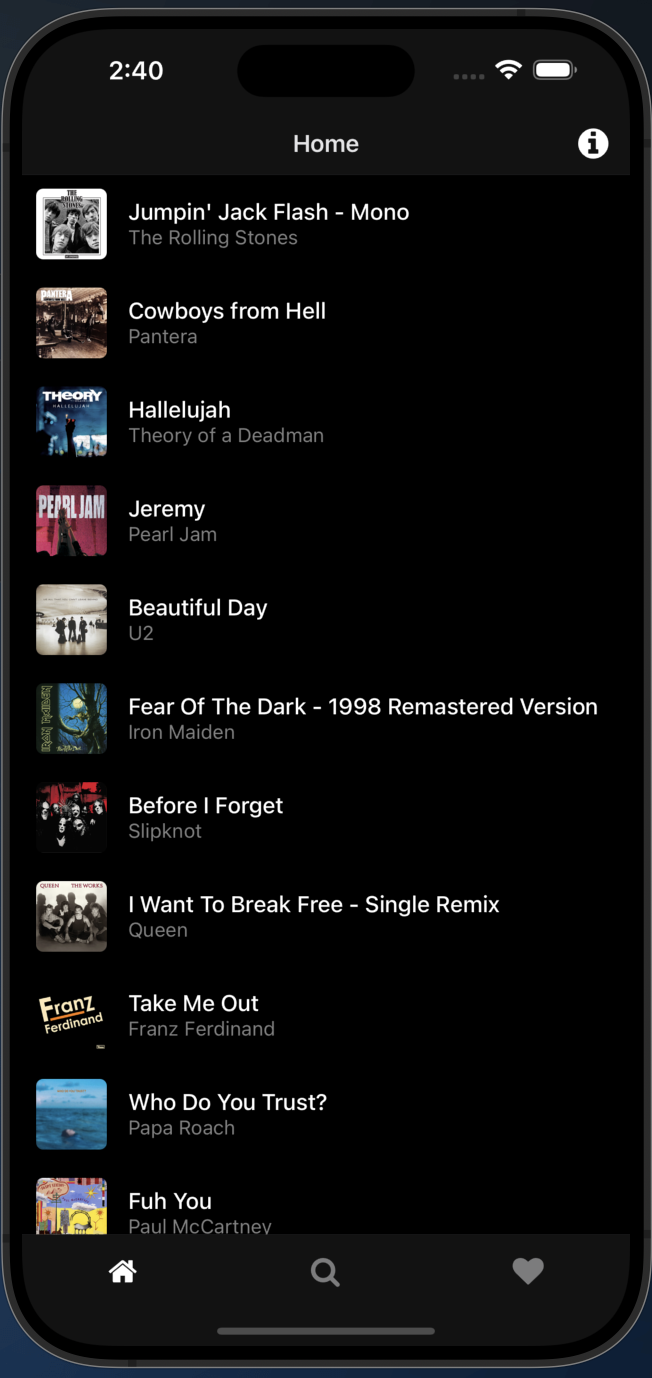 2:40
Home
THE
ROLLING
STONES
Jumpin' Jack Flash - Mono
The Rolling Stones
PANTERA
Cowboys from Hell
Pantera
THEORY
HALLELUJAH
Hallelujah
Theory of a Deadman
PEARL JAM
Jeremy
Pearl Jam
Beautiful Day
U2
IRON MAIDEN
Fear Of The Dark - 1998 Remastered Version
Iron Maiden
Before I Forget
Slipknot
QUEEN THE WORKS
I Want To Break Free - Single Remix
Queen
Franz
Ferdinand
Take Me Out
Franz Ferdinand
Who Do You Trust?
Papa Roach
Fuh You
Paul McCartney